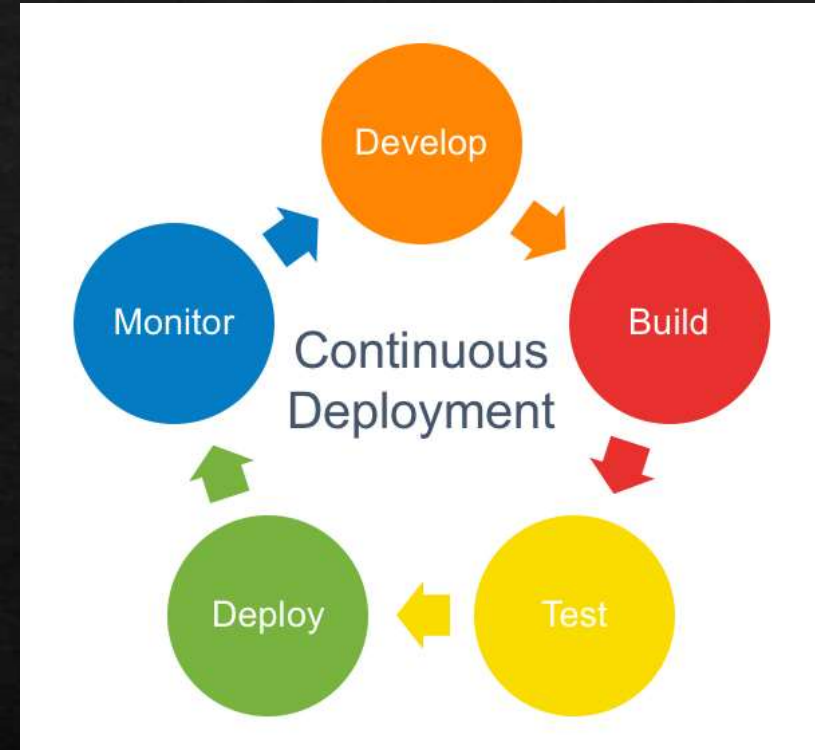 Develop
Monitor
Build
Continuous
Deployment
Deploy
Test